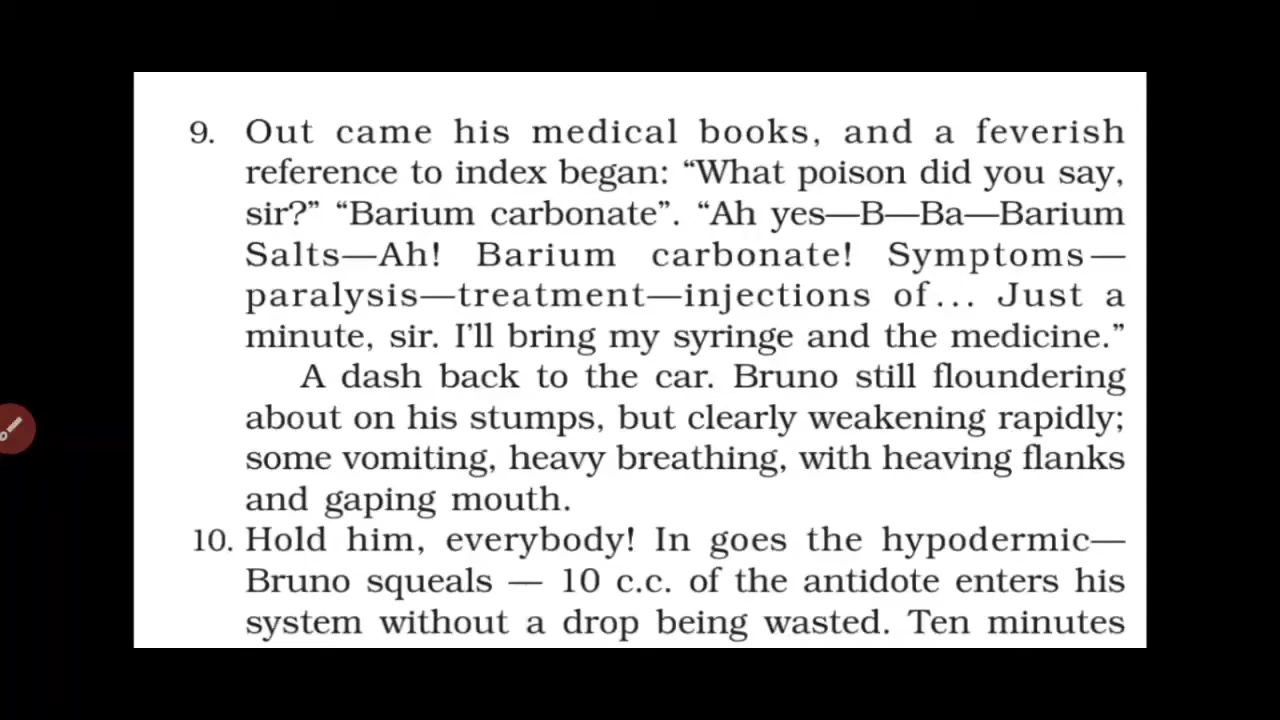 9. Out came his medical books, and a feverish
reference to index began: “What poison did you say,
sir?” “Barium carbonate”. “Ah yes—B—Ba—Barium
Salts—Ah! Barium carbonate! Symptoms—
paralysis—treatment—injections of... Just a
minute, sir. I’ll bring my syringe and the medicine.”
A dash back to the car. Bruno still floundering
about on his stumps, but clearly weakening rapidly;
some vomiting, heavy breathing, with heaving flanks
and gaping mouth.
10. Hold him, everybody! In goes the hypodermic—
Bruno squeals — 10 c.c. of the antidote enters his
system without a drop being wasted. Ten minutes